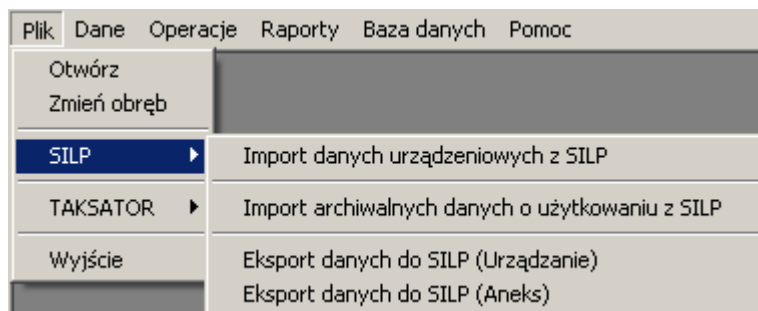 Plik Dane Operacje Raporty Baza danych Pomoc
Otwórz
Zmień obręb
SILP
Import danych urządzeniowych z SILP
TAKSATOR
Import archiwalnych danych o użytkowaniu z SILP
Wyjście
Eksport danych do SILP (Urządzanie)
Eksport danych do SILP (Aneks)